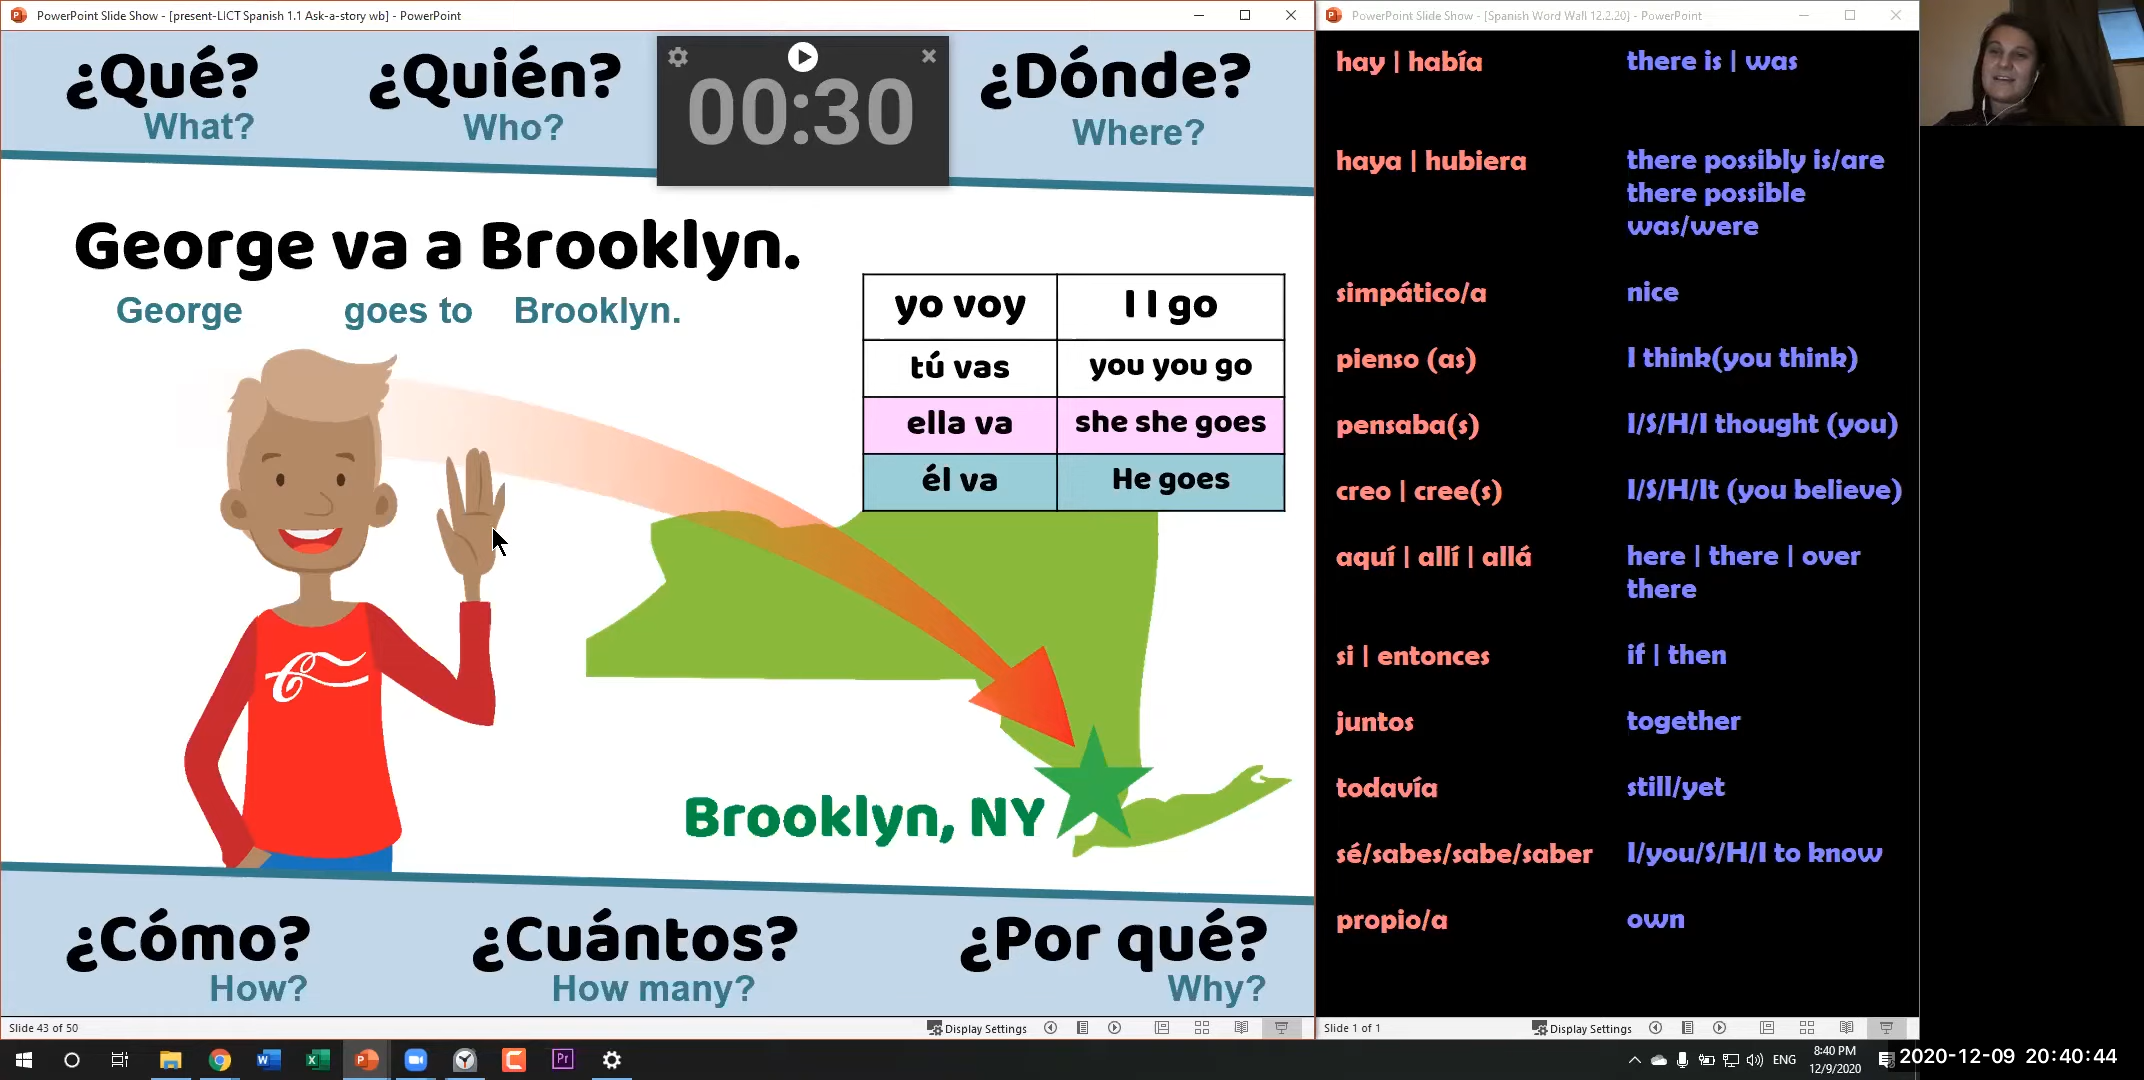 PowerPoint Slide Show - [present-LICT Spanish 1.1 Ask-a-story wb] - PowerPoint
¿Qué?
What?
¿Quién?
Who?
00:30
¿Dónde?
Where?
George va a Brooklyn.
George goes to Brooklyn.
yo voy I I go
tú vas you you go
ella va she she goes
él va He goes
Brooklyn, NY
¿Cómo?
How?
¿Cuántos?
How many?
¿Por qué?
Why?
Slide 43 of 50
Display Settings
PowerPoint Slide Show - [Spanish Word Wall 12.2.20] - PowerPoint
hay | había there is | was
haya | hubiera there possibly is/are
there possible
was/were
simpático/a nice
pienso (as) I think(you think)
pensaba(s) I/S/H/I thought (you)
creo | cree(s) I/S/H/It (you believe)
aquí | allí | allá here | there | over
there
si | entonces if | then
juntos together
todavía still/yet
sé/sabes/sabe/saber I/you/S/H/I to know
propio/a own
Slide 1 of 1
Display Settings
ENG
8:40 PM
12/9/2020
2020-12-09 20:40:44